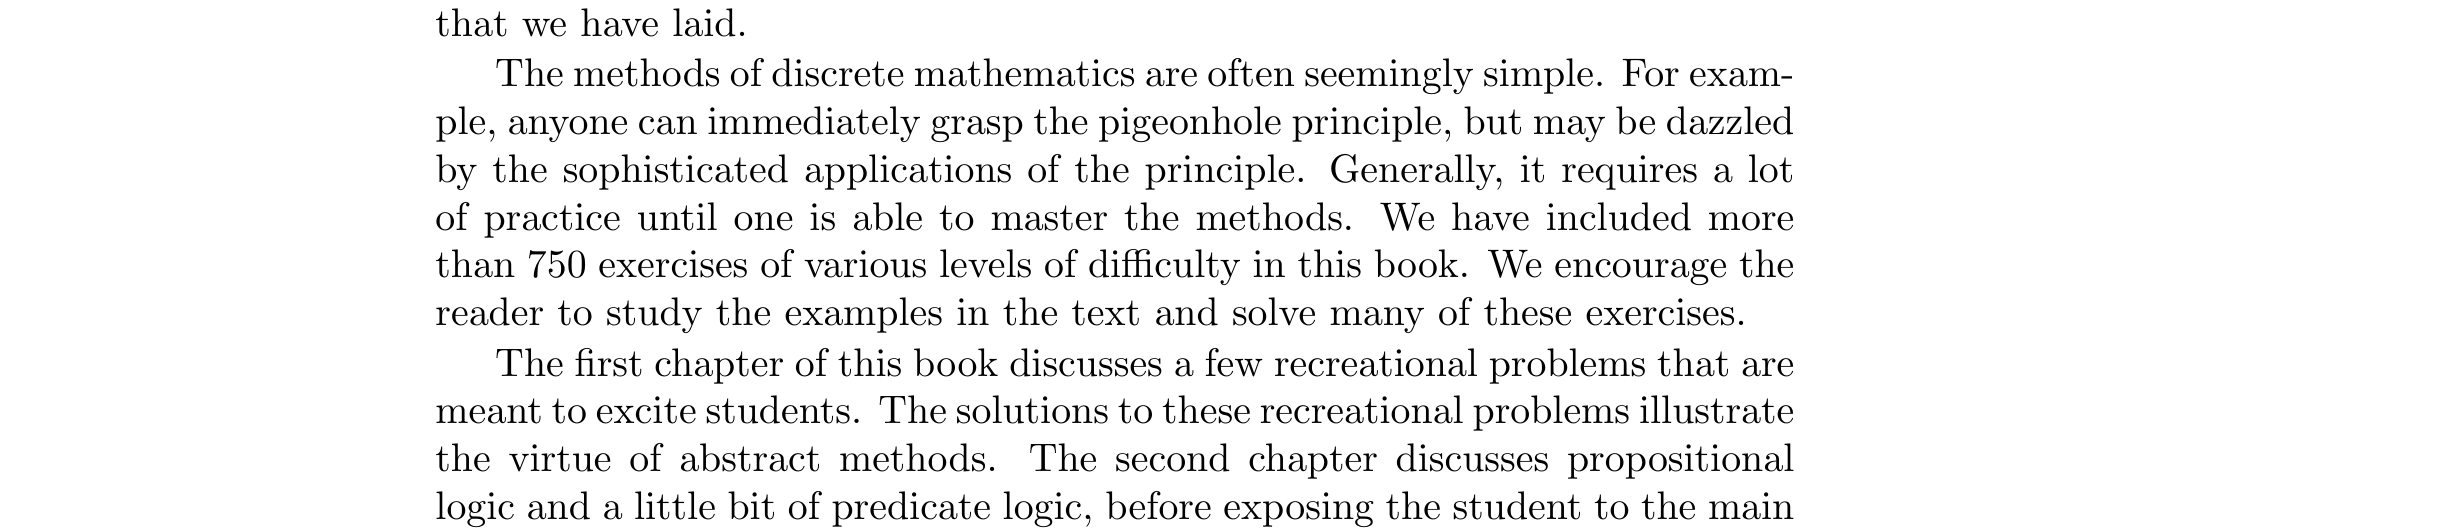 that we have laid.
The methods of discrete mathematics are often seemingly simple. For exam-
ple, anyone can immediately grasp the pigeonhole principle, but may be dazzled
by the sophisticated applications of the principle. Generally, it requires a lot
of practice until one is able to master the methods. We have included more
than 750 exercises of various levels of difficulty in this book. We encourage the
reader to study the examples in the text and solve many of these exercises.
The first chapter of this book discusses a few recreational problems that are
meant to excite students. The solutions to these recreational problems illustrate
the virtue of abstract methods. The second chapter discusses propositional
logic and a little bit of predicate logic, before exposing the student to the main